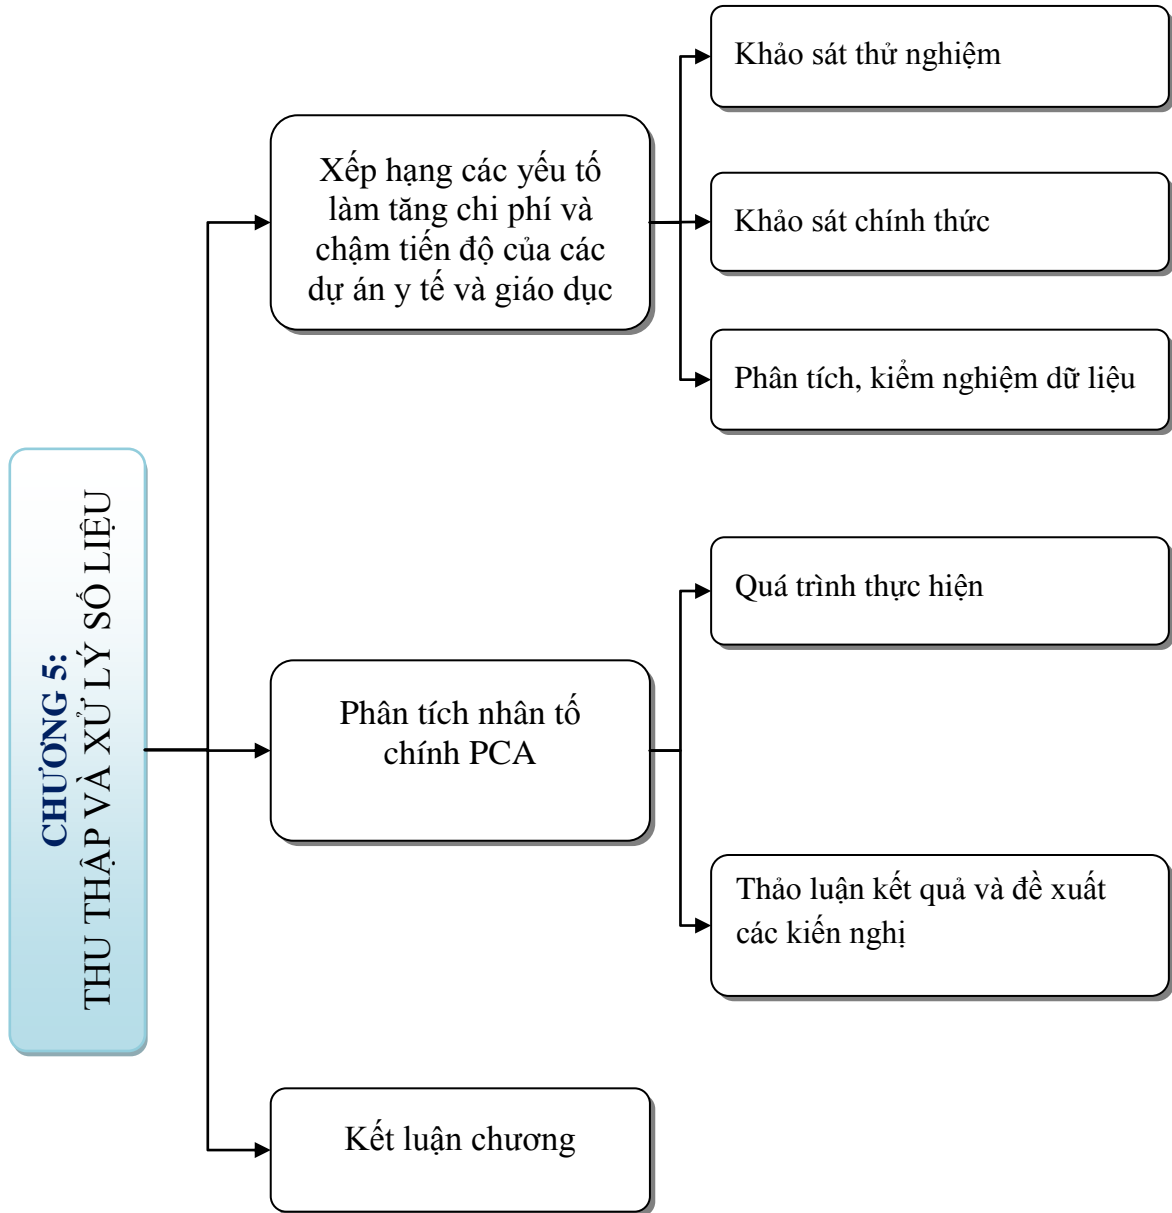 CHƯƠNG 5:
THU THẬP VÀ XỬ LÝ SỐ LIỆU
Xếp hạng các yếu tố
làm tăng chi phí và
chậm tiến độ của các
dự án y tế và giáo dục
Khảo sát thử nghiệm
Khảo sát chính thức
Phân tích, kiểm nghiệm dữ liệu
Phân tích nhân tố
chính PCA
Quá trình thực hiện
Thảo luận kết quả và đề xuất
các kiến nghị
Kết luận chương